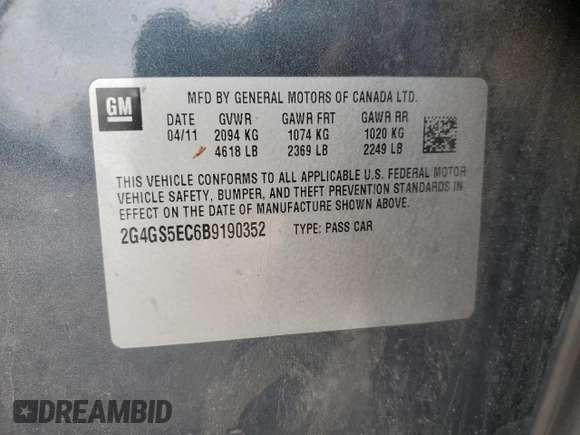 GM
MFD BY GENERAL MOTORS OF CANADA LTD.
DATE GVWR GAWR FRT GAWR RR
04/11 2094 KG 1074 KG 1020 KG
4618 LB 2369 LB 2249 LB
THIS VEHICLE CONFORMS TO ALL APPLICABLE U.S. FEDERAL MOTOR
VEHICLE SAFETY, BUMPER, AND THEFT PREVENTION STANDARDS IN
EFFECT ON THE DATE OF MANUFACTURE SHOWN ABOVE.
2G4GS5EC6B9190352 TYPE: PASS CAR
DREAMBID